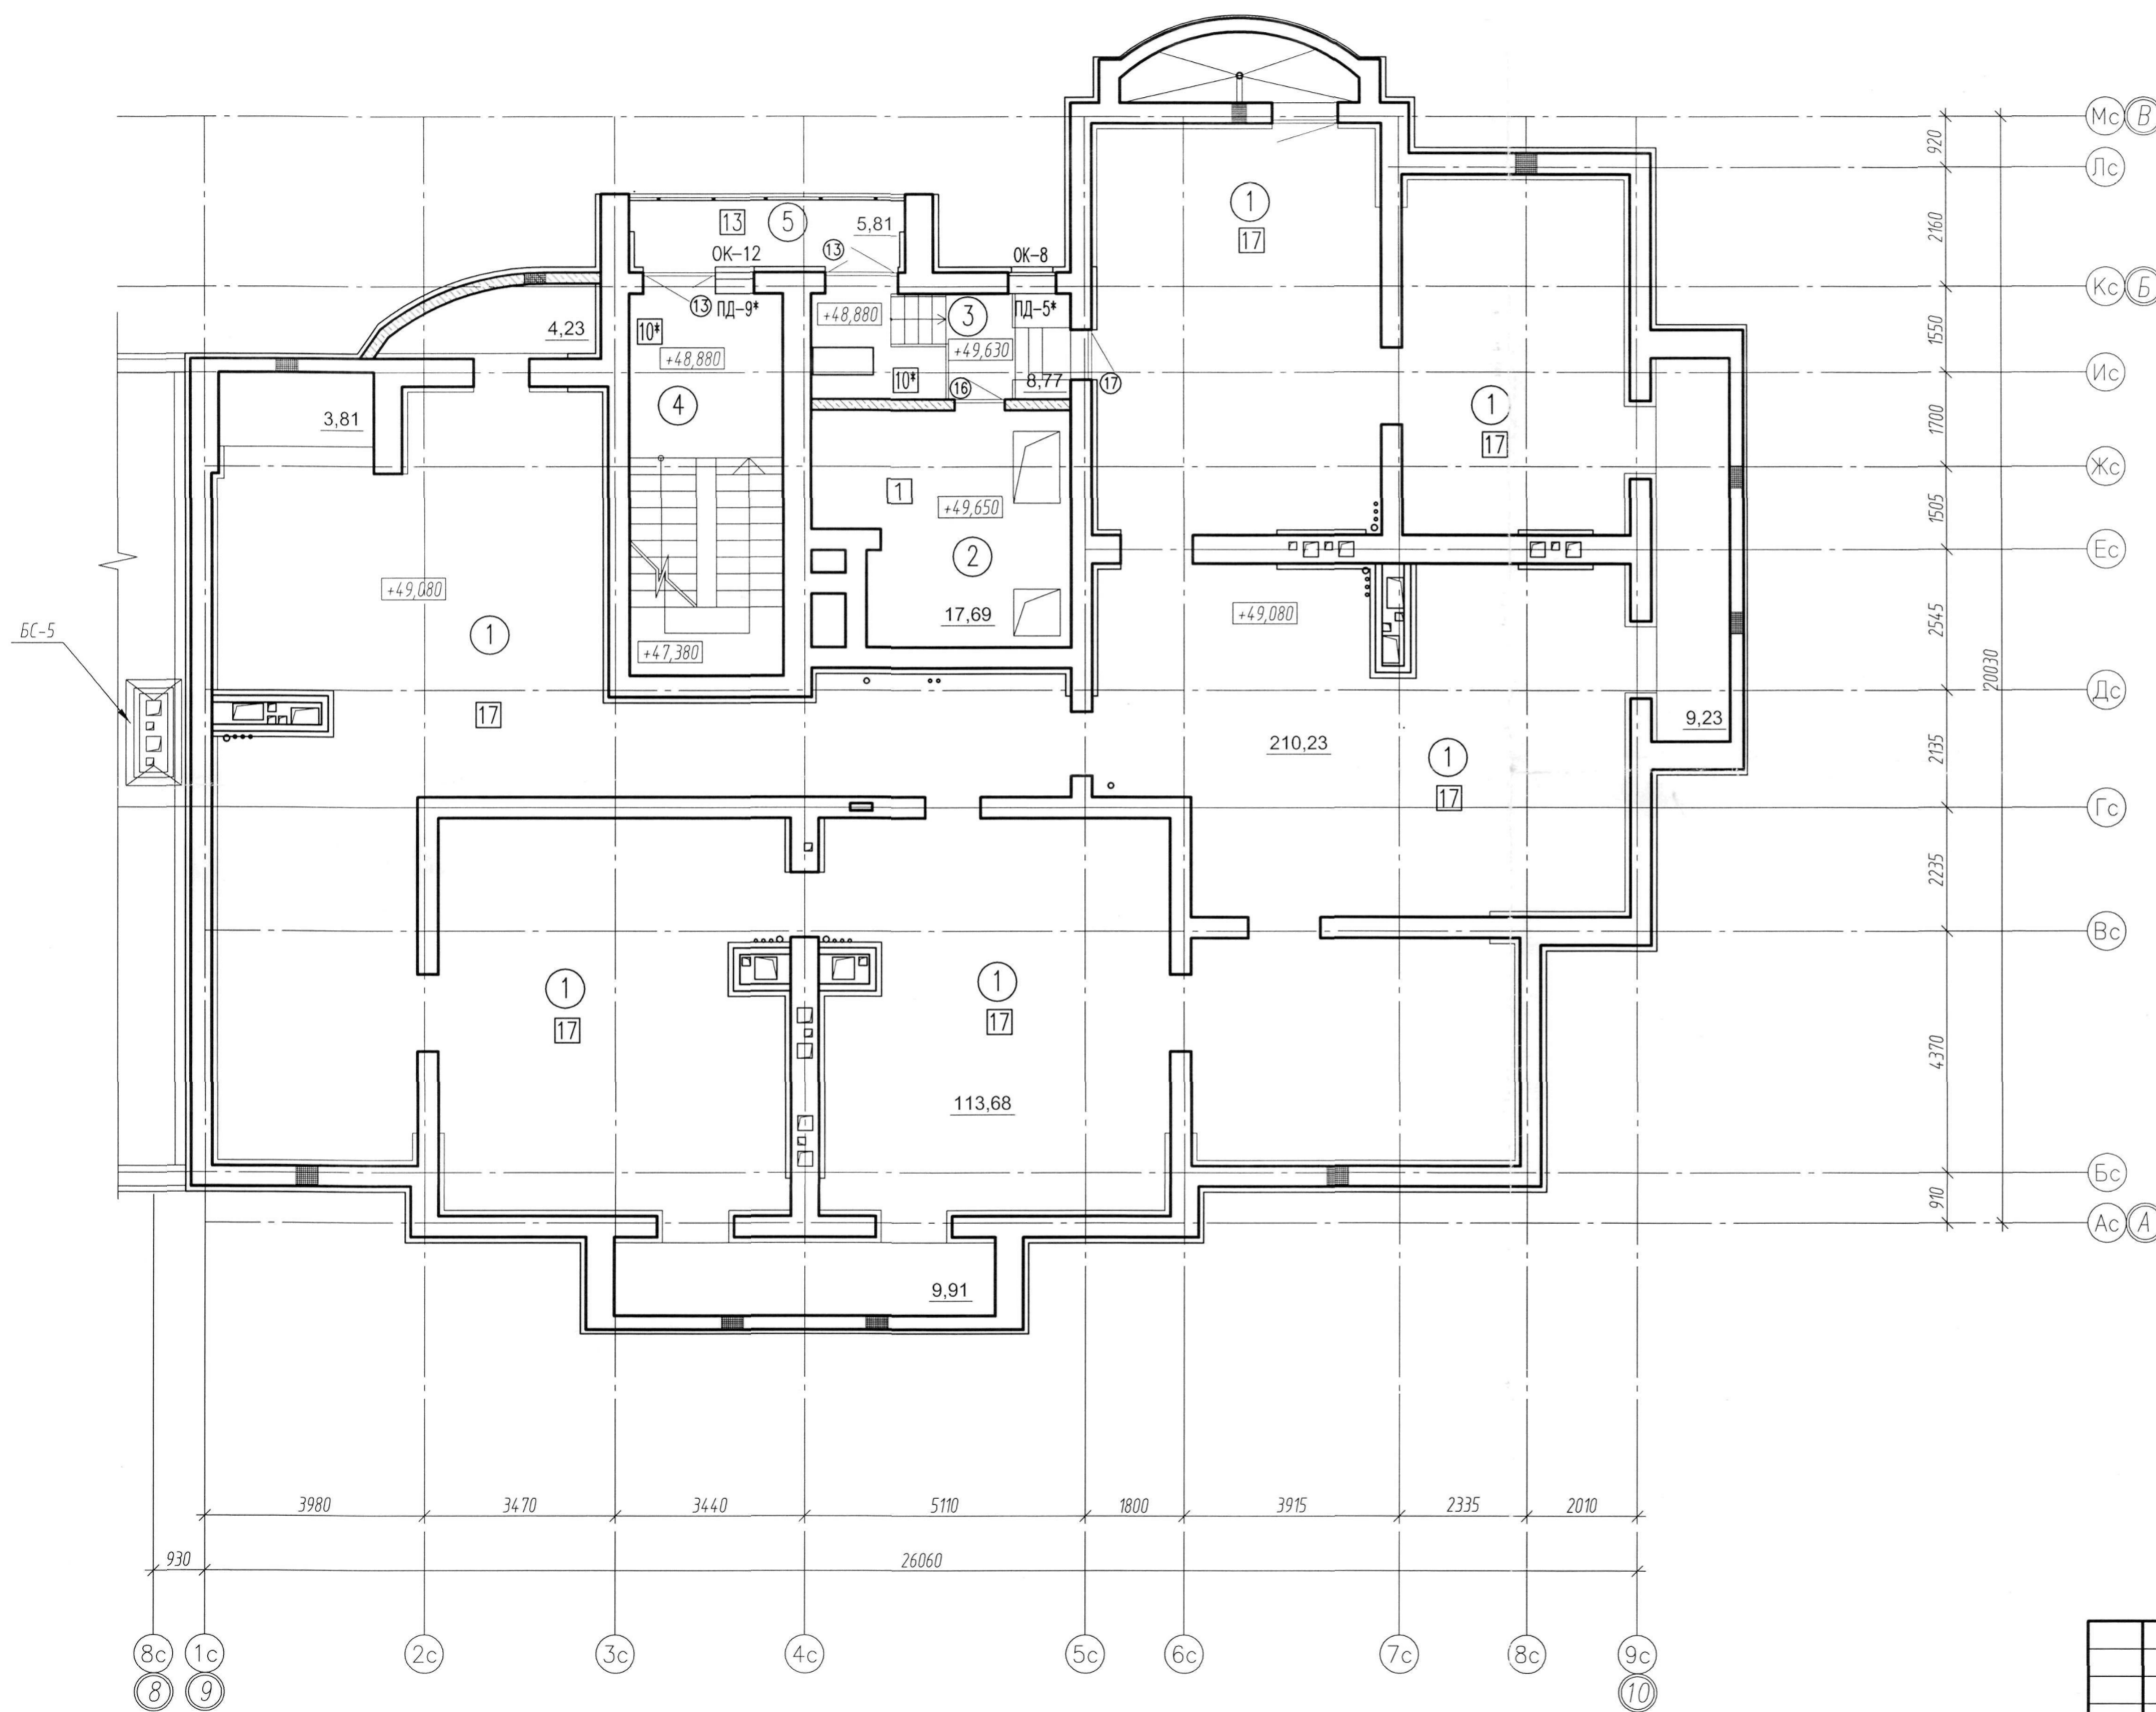 Мс В
920
Лс
1
17
2160
13 5 5,81
ОК-12 13 ОК-8
Кс Б
13 ПД-9* +48,880 3 ПД-5*
4,23 10* +48,880 +49,630
1550
Ис
10* 16 8,77 17
3,81 4
1
17
1700
Жс
1 +49,650
1505
Ес
2
+49,080 17,69 +49,080
БС-5 1 +47,380
2545
20030
Дс
17 9,23
210,23 1
17
2135
Гс
2235
Вс
1 1
17 17
4370
113,68
Бс
910
Ас А
9,91
3980 3470 3440 5110 1800 3915 2335 2010
930 26060
8с 1с 2с 3с 4с 5с 6с 7с 8с 9с
8 9 10